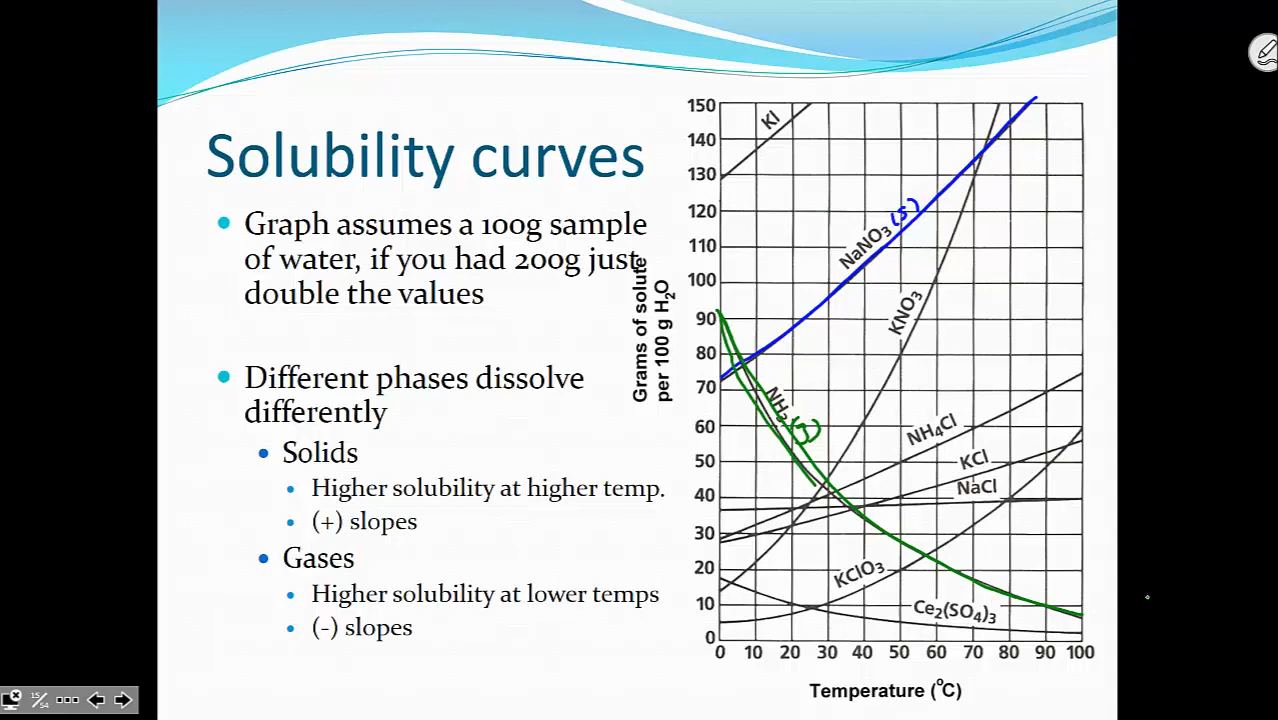 Solubility curves
Graph assumes a 100g sample
of water, if you had 200g just
double the values
Different phases dissolve
differently
Solids
Higher solubility at higher temp.
(+) slopes
Gases
Higher solubility at lower temps
(-) slopes
Grams of solute
per 100 g H₂O
150
140
130
120
110
100
90
80
70
60
50
40
30
20
10
0
KI
NaNO₃ (s)
KNO₃
NH₃ (g)
NH₄Cl
KCl
NaCl
KClO₃
Ce₂(SO₄)₃
0 10 20 30 40 50 60 70 80 90 100
Temperature (°C)
15/54